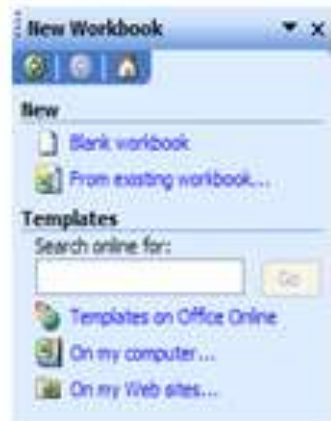 New Workbook
New
Blank workbook
From existing workbook...
Templates
Search online for:
Go
Templates on Office Online
On my computer...
On my Web sites...